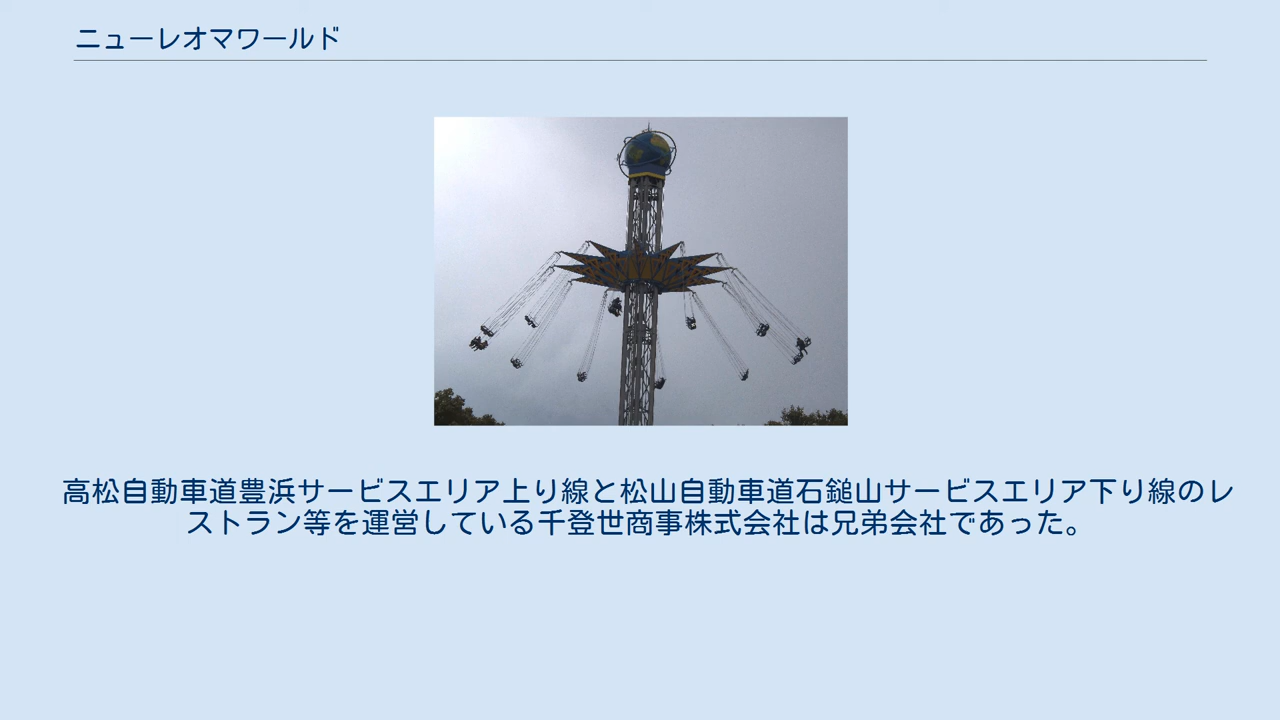 ニューレオマワールド
高松自動車道豊浜サービスエリア上り線と松山自動車道石鎚山サービスエリア下り線のレ
ストラン等を運営している千登世商事株式会社は兄弟会社であった。